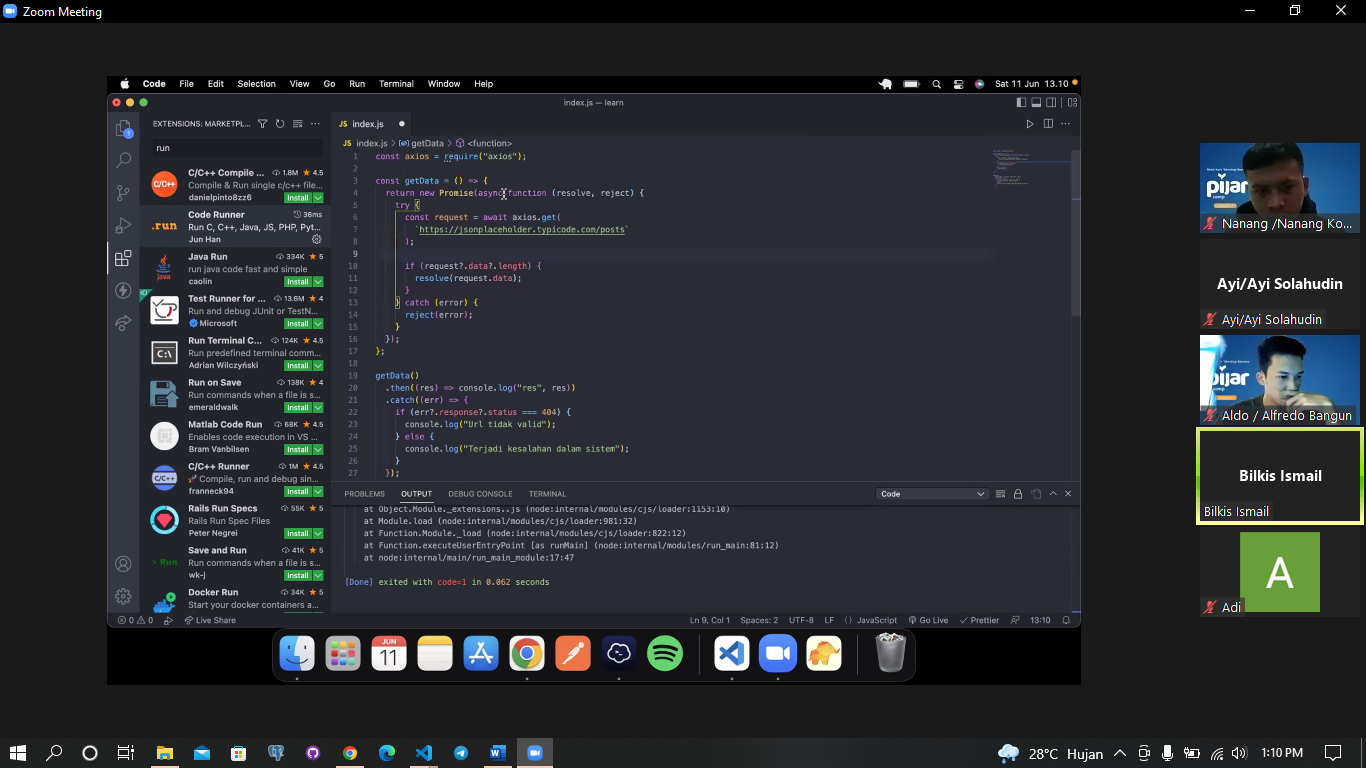 Zoom Meeting
Code File Edit Selection View Go Run Terminal Window Help
Sat 11 Jun 13.10
index.js — learn
EXTENSIONS: MARKETPL...
run
C/C++ Compile ... 1.8M 4.5
Compile & Run single c/c++ file...
danielpinto8zz6 Install
Code Runner 36ms
Run C, C++, Java, JS, PHP, Pyt...
Jun Han
Java Run 334K 5
run java code fast and simple
caolin Install
Test Runner for ... 13.6M 4
Run and debug JUnit or TestN...
Microsoft Install
Run Terminal C... 124K 4.5
Run predefined terminal comm...
Adrian Wilczyński Install
Run on Save 138K 4
Run commands when a file is s...
emeraldwalk Install
Matlab Code Run 68K 4.5
Enables code execution in VS ...
Bram Vanbilsen Install
C/C++ Runner 1M 4.5
🚀 Compile, run and debug sin...
franneck94 Install
Rails Run Specs 55K 5
Run Spec Files
Peter Negrei Install
Save and Run 41K 5
Run commands when a file is s...
wk-j Install
Docker Run 34K 5
Start your docker containers a...
JS index.js
JS index.js > getData > <function>
1 const axios = require("axios");
2
3 const getData = () => {
4 return new Promise(async function (resolve, reject) {
5 try {
6 const request = await axios.get(
7 `https://jsonplaceholder.typicode.com/posts`
8 );
9
10 if (request?.data?.length) {
11 resolve(request.data);
12 }
13 } catch (error) {
14 reject(error);
15 }
16 });
17 };
18
19 getData()
20 .then((res) => console.log("res", res))
21 .catch((err) => {
22 if (err?.response?.status === 404) {
23 console.log("Url tidak valid");
24 } else {
25 console.log("Terjadi kesalahan dalam sistem");
26 }
27 });
PROBLEMS OUTPUT DEBUG CONSOLE TERMINAL
Code
at Object.Module._extensions..js (node:internal/modules/cjs/loader:1153:10)
at Module.load (node:internal/modules/cjs/loader:981:32)
at Function.Module._load (node:internal/modules/cjs/loader:822:12)
at Function.executeUserEntryPoint [as runMain] (node:internal/modules/run_main:81:12)
at node:internal/main/run_main_module:17:47
[Done] exited with code=1 in 0.062 seconds
0 0 Live Share
Ln 9, Col 1 Spaces: 2 UTF-8 LF {} JavaScript Go Live Prettier 13:10
JUN
11
pijar
camp
Nanang /Nanang Ko...
Ayi/Ayi Solahudin
Ayi/Ayi Solahudin
pijar
camp
Aldo / Alfredo Bangun
Bilkis Ismail
Bilkis Ismail
A
Adi
28°C Hujan
1:10 PM